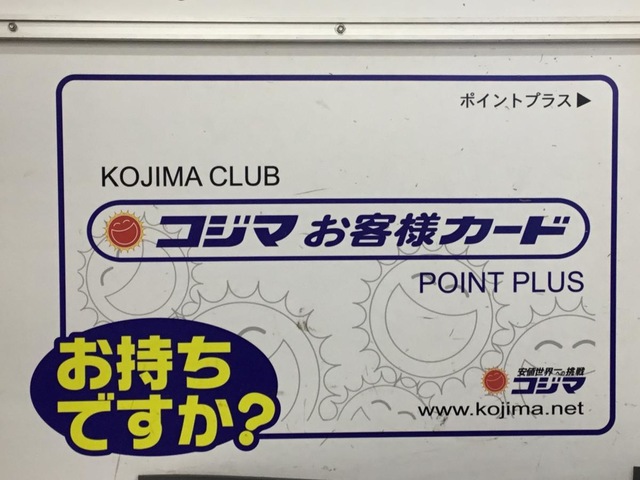 ポイントプラス▶
KOJIMA CLUB
コジマ お客様カード
POINT PLUS
お持ち
ですか?
安値世界一への挑戦
コジマ
www.kojima.net